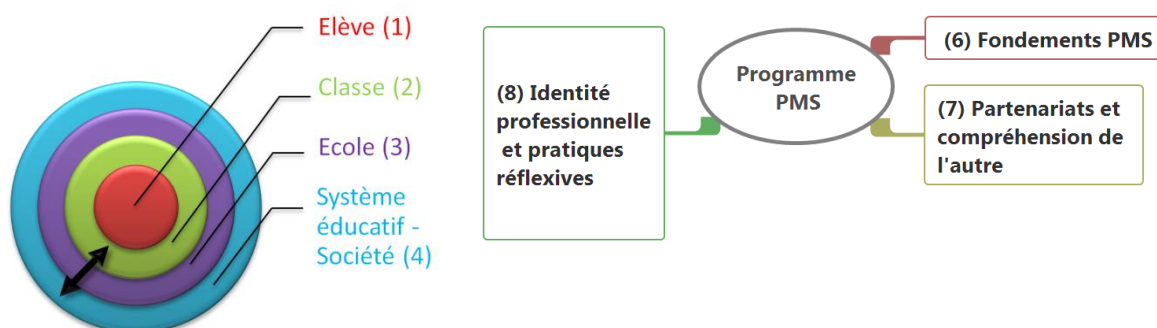 Elève (1)
Classe (2)
Ecole (3)
Système
éducatif -
Société (4)
(8) Identité
professionnelle
et pratiques
réflexives
Programme
PMS
(6) Fondements PMS
(7) Partenariats et
compréhension de
l'autre